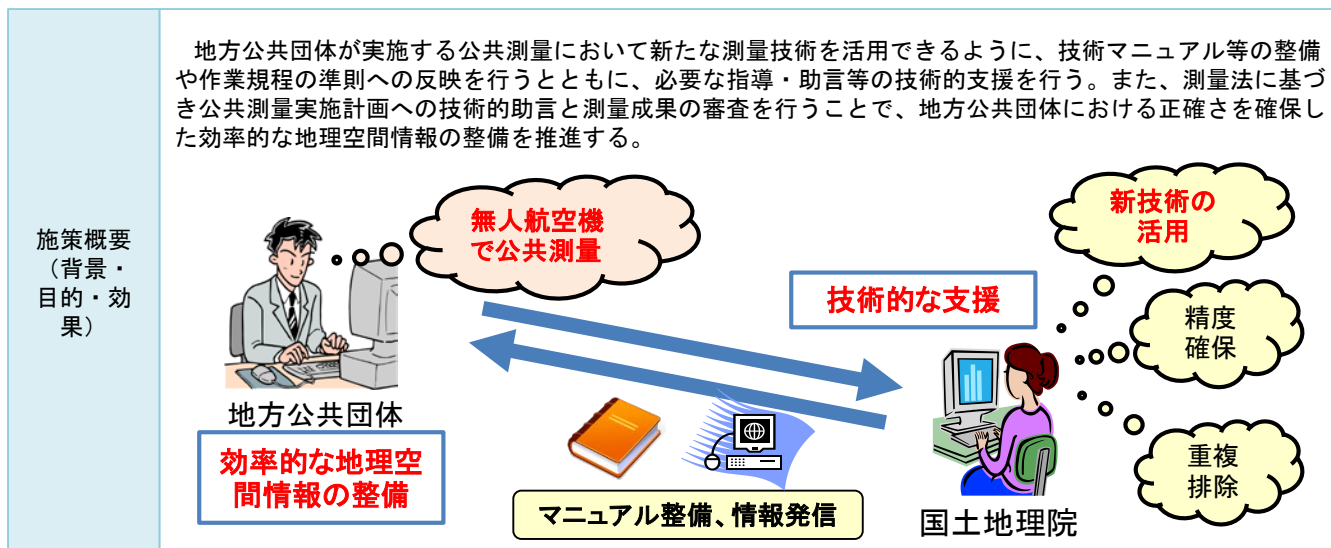 施策概要
（背景・
目的・効
果）
地方公共団体が実施する公共測量において新たな測量技術を活用できるように、技術マニュアル等の整備
や作業規程の準則への反映を行うとともに、必要な指導・助言等の技術的支援を行う。また、測量法に基づ
き公共測量実施計画への技術的助言と測量成果の審査を行うことで、地方公共団体における正確さを確保し
た効率的な地理空間情報の整備を推進する。
無人航空機
で公共測量
新技術の
活用
技術的な支援
精度
確保
地方公共団体
効率的な地理空
間情報の整備
重複
排除
マニュアル整備、情報発信
国土地理院